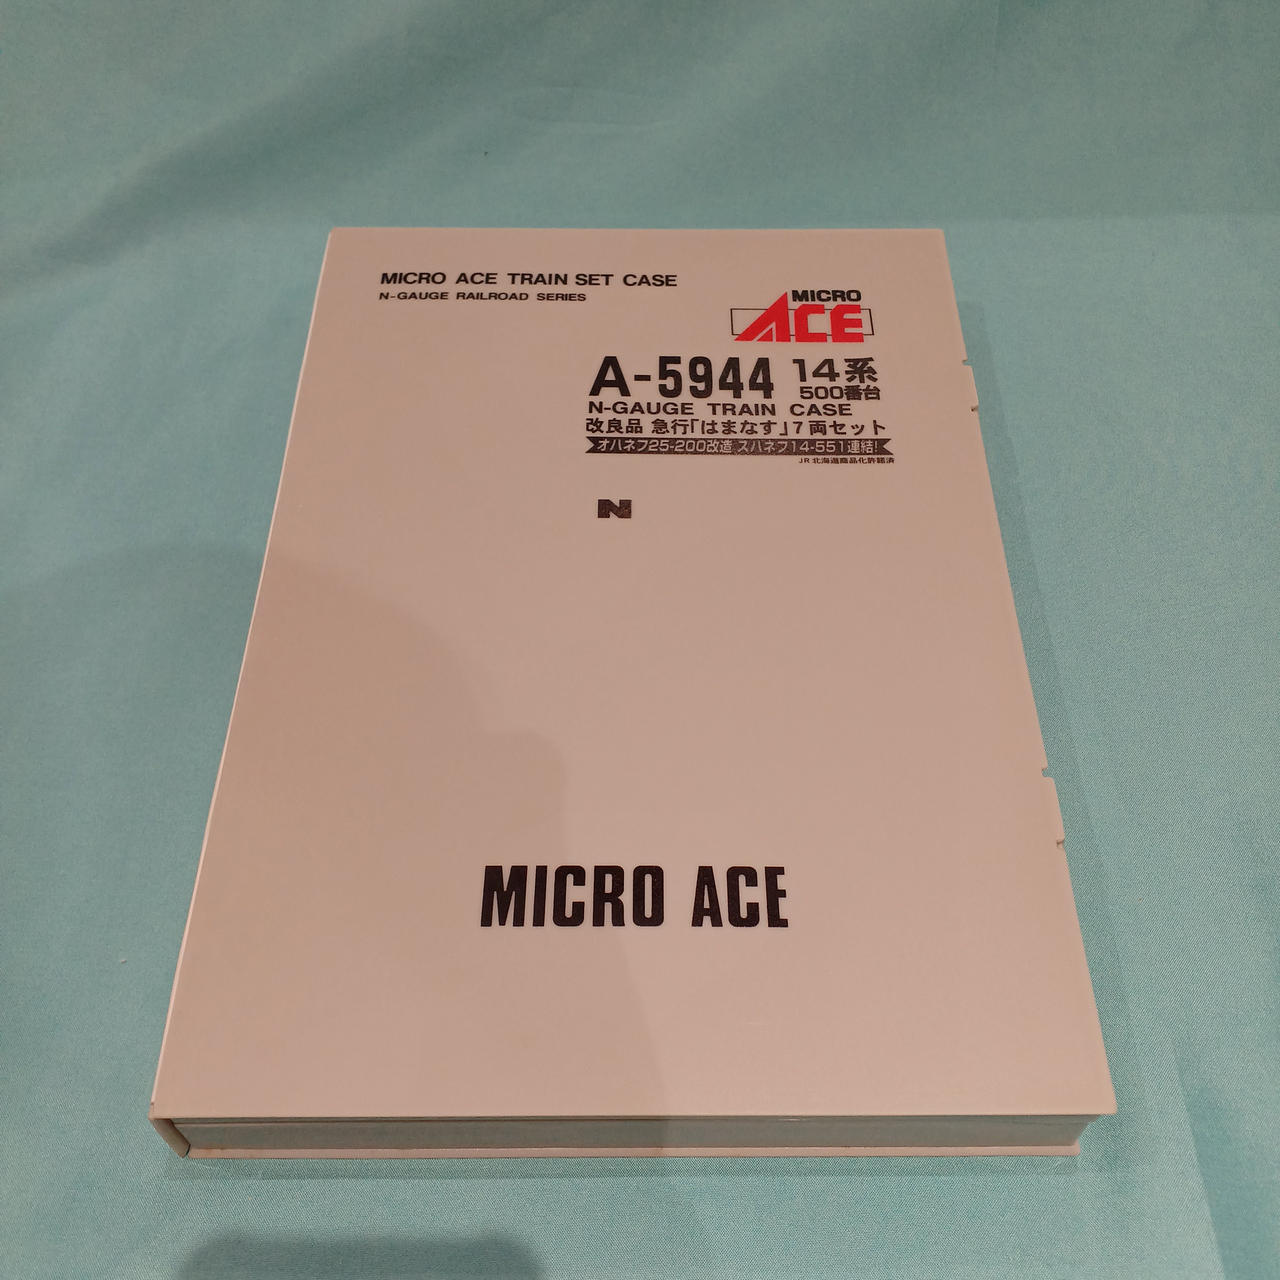 MICRO ACE TRAIN SET CASE
N-GAUGE RAILROAD SERIES
MICRO
ACE
A-5944 14系
500番台
N-GAUGE TRAIN CASE
改良品 急行「はまなす」7両セット
オハネフ25-200改造 スハネフ14-551連結!
JR北海道商品化許諾済
N
MICRO ACE